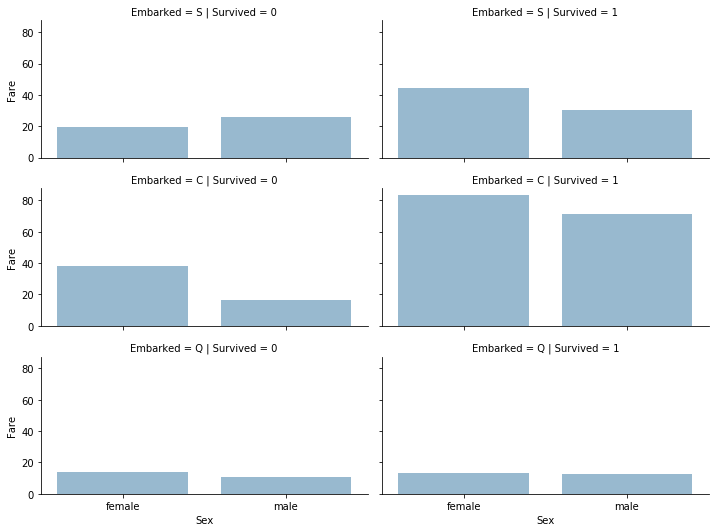 Embarked = S | Survived = 0
Embarked = S | Survived = 1
80
60
40
20
0
Fare
Embarked = C | Survived = 0
Embarked = C | Survived = 1
80
60
40
20
0
Fare
Embarked = Q | Survived = 0
Embarked = Q | Survived = 1
80
60
40
20
0
Fare
female
male
female
male
Sex
Sex